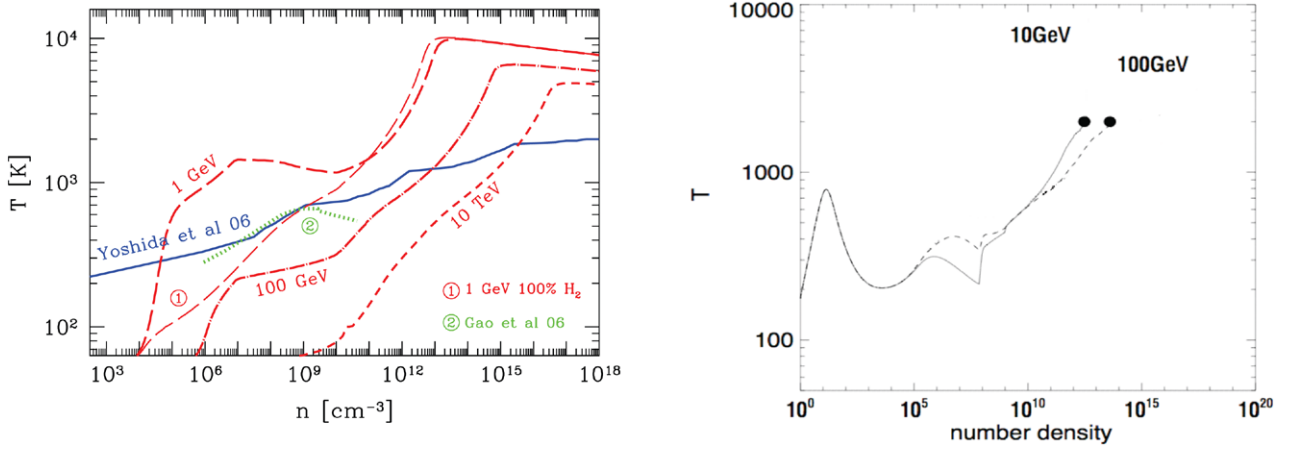 T [K]
10⁴
10³
10²
1 GeV
Yoshida et al 06
②
10 TeV
①
100 GeV
① 1 GeV 100% H₂
② Gao et al 06
10³ 10⁶ 10⁹ 10¹² 10¹⁵ 10¹⁸
n [cm⁻³]
10000
10GeV
100GeV
1000
T
100
10⁰ 10⁵ 10¹⁰ 10¹⁵ 10²⁰
number density